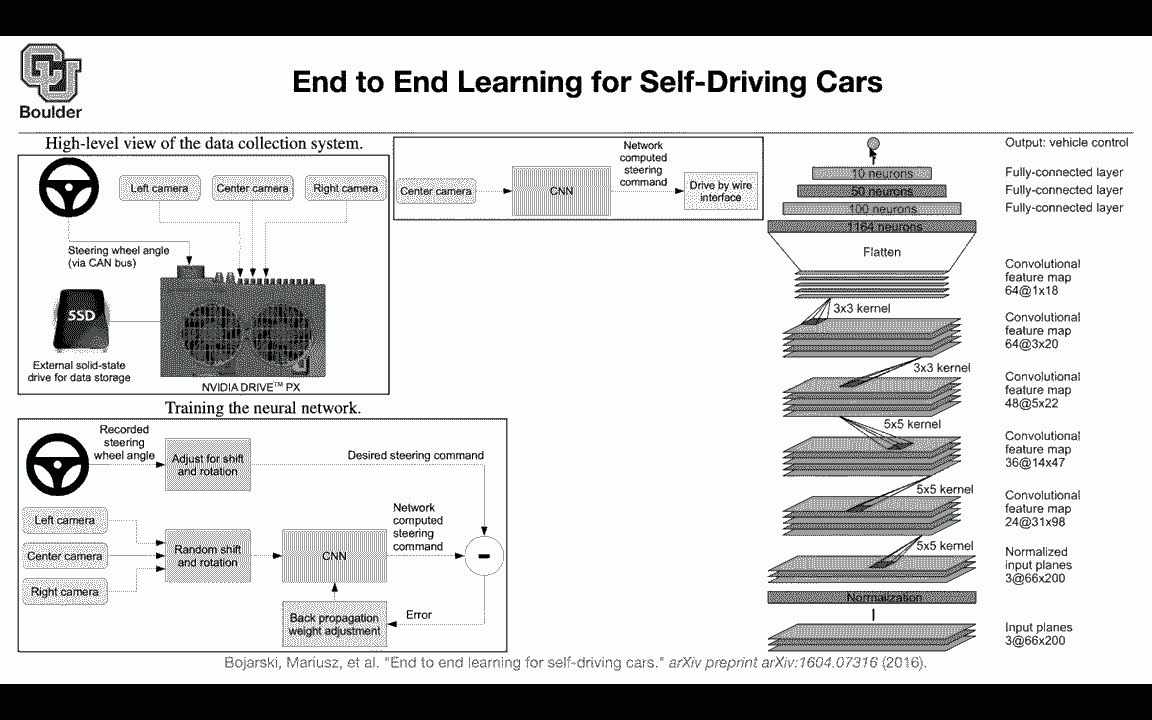 Boulder
End to End Learning for Self-Driving Cars
High-level view of the data collection system.
Left camera
Center camera
Right camera
Steering wheel angle
(via CAN bus)
SSD
External solid-state
drive for data storage
NVIDIA DRIVE™ PX
Center camera
CNN
Network
computed
steering
command
Drive by wire
interface
Training the neural network.
Recorded
steering
wheel angle
Adjust for shift
and rotation
Desired steering command
Left camera
Center camera
Right camera
Random shift
and rotation
CNN
Network
computed
steering
command
-
Back propagation
weight adjustment
Error
Output: vehicle control
10 neurons
Fully-connected layer
50 neurons
Fully-connected layer
100 neurons
Fully-connected layer
1164 neurons
Flatten
Convolutional
feature map
64@1x18
3x3 kernel
Convolutional
feature map
64@3x20
3x3 kernel
Convolutional
feature map
48@5x22
5x5 kernel
Convolutional
feature map
36@14x47
5x5 kernel
Convolutional
feature map
24@31x98
5x5 kernel
Normalized
input planes
3@66x200
Normalization
Input planes
3@66x200
Bojarski, Mariusz, et al. "End to end learning for self-driving cars." arXiv preprint arXiv:1604.07316 (2016).